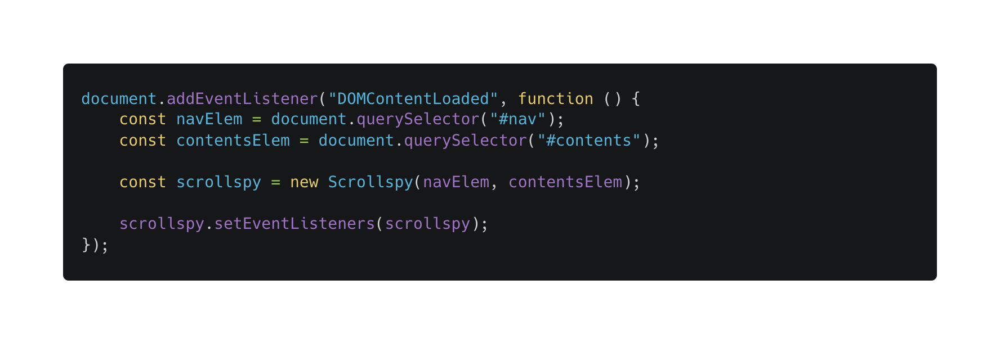 document.addEventListener("DOMContentLoaded", function () {
    const navElem = document.querySelector("#nav");
    const contentsElem = document.querySelector("#contents");

    const scrollspy = new Scrollspy(navElem, contentsElem);

    scrollspy.setEventListeners(scrollspy);
});